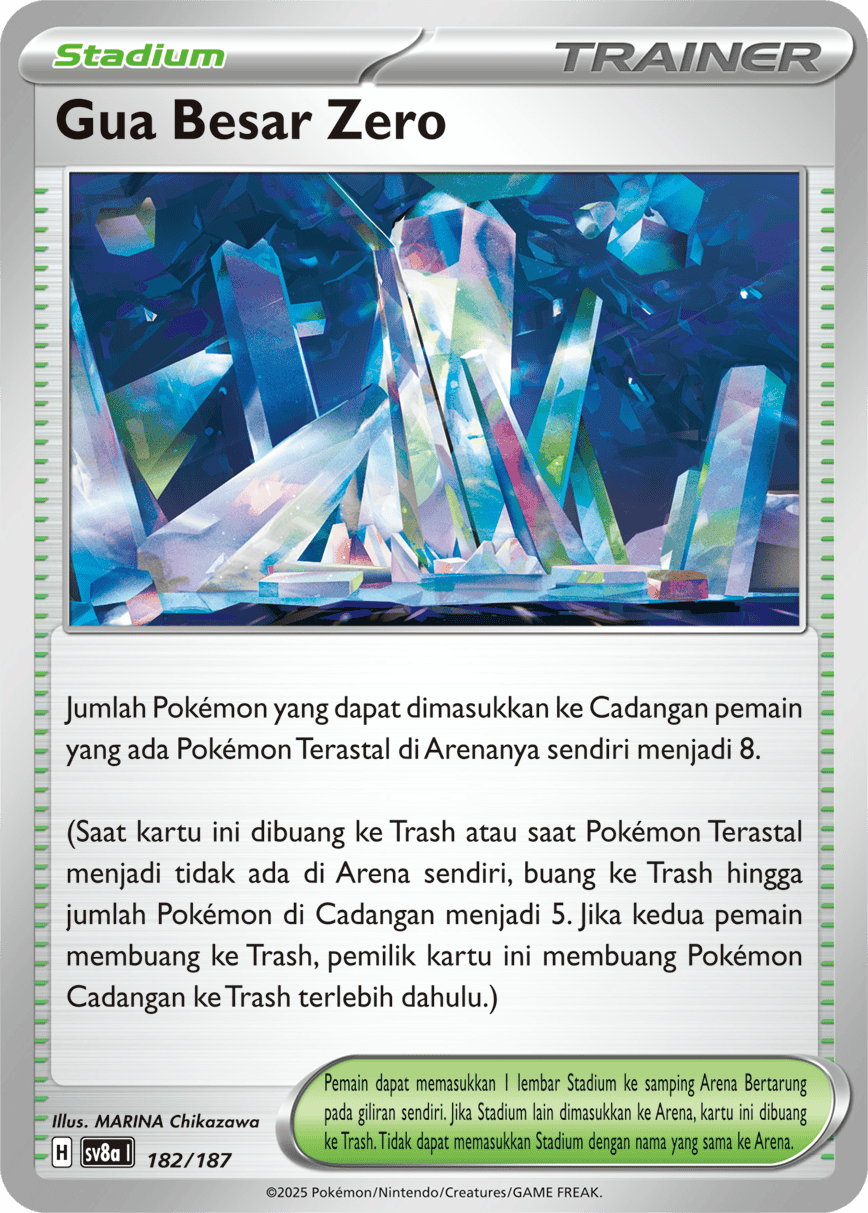 Stadium
TRAINER
Gua Besar Zero
Jumlah Pokémon yang dapat dimasukkan ke Cadangan pemain
yang ada Pokémon Terastal di Arenanya sendiri menjadi 8.
(Saat kartu ini dibuang ke Trash atau saat Pokémon Terastal
menjadi tidak ada di Arena sendiri, buang ke Trash hingga
jumlah Pokémon di Cadangan menjadi 5. Jika kedua pemain
membuang ke Trash, pemilik kartu ini membuang Pokémon
Cadangan ke Trash terlebih dahulu.)
Pemain dapat memasukkan 1 lembar Stadium ke samping Arena Bertarung
pada giliran sendiri. Jika Stadium lain dimasukkan ke Arena, kartu ini dibuang
ke Trash. Tidak dapat memasukkan Stadium dengan nama yang sama ke Arena.
Illus. MARINA Chikazawa
H sv8a I 182/187
©2025 Pokémon/Nintendo/Creatures/GAME FREAK.